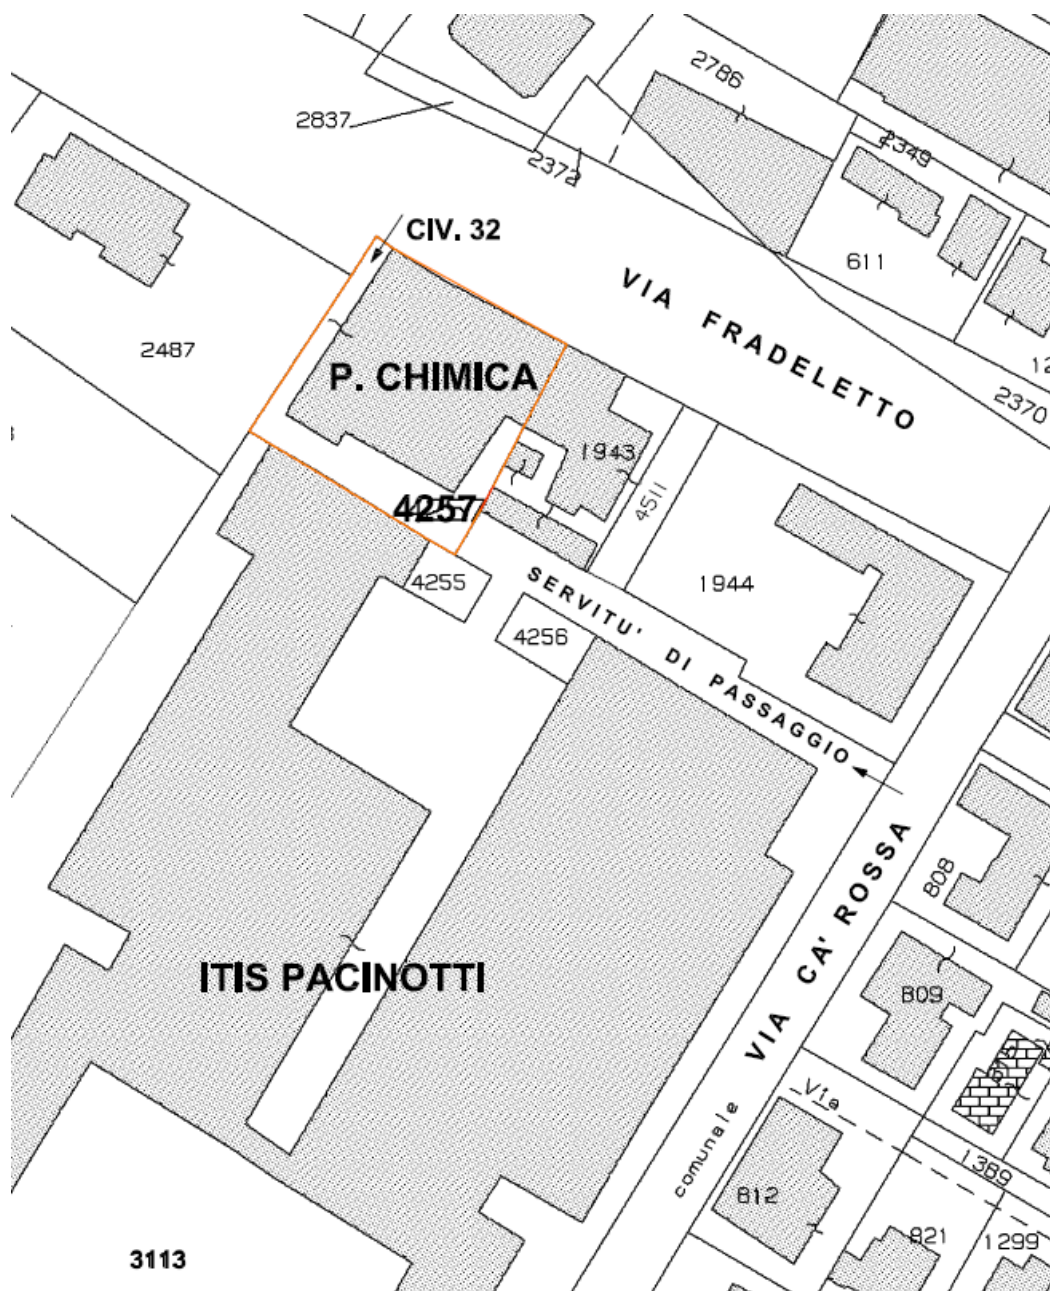 2786
2837
2349
2372
CIV. 32
611
VIA FRADELETTO
2487
P. CHIMICA
2370
1943
4511
4257
4255
1944
SERVITU' DI PASSAGGIO
4256
808
VIA CA' ROSSA
ITIS PACINOTTI
809
Via
comunale
1389
812
821
1299
3113